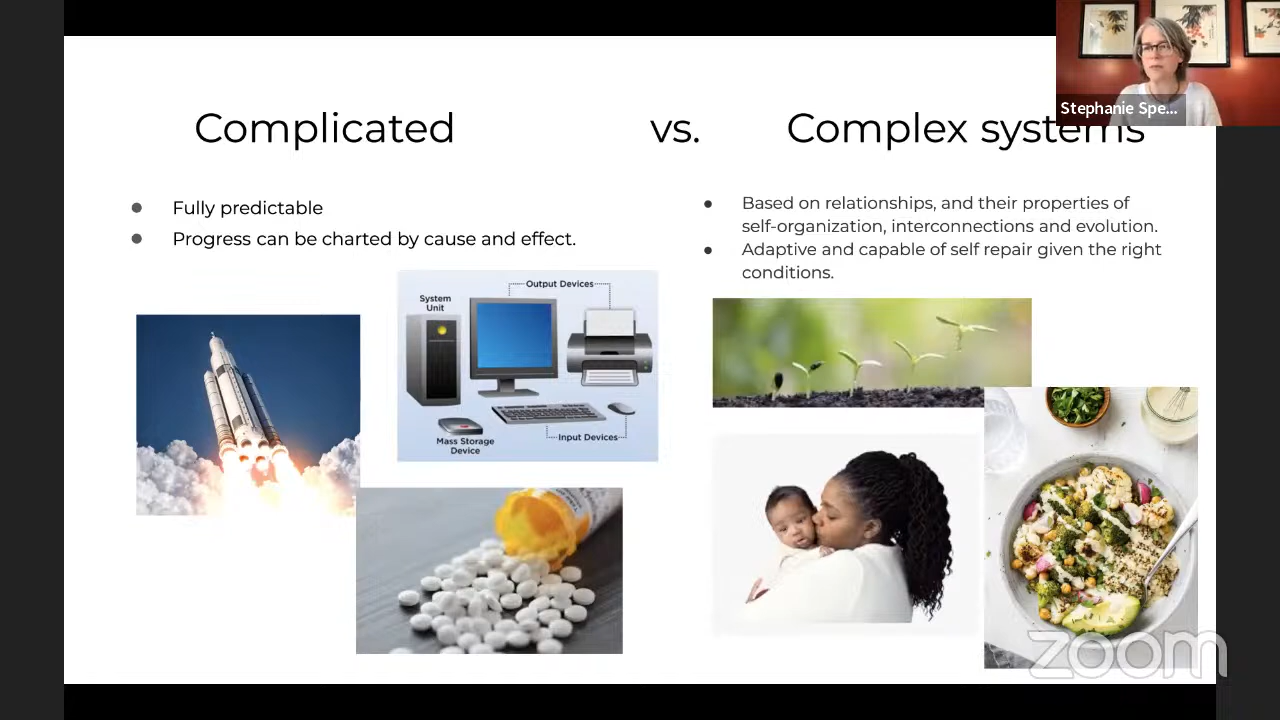 Stephanie Spe...
Complicated vs. Complex systems
Fully predictable
Progress can be charted by cause and effect.
Based on relationships, and their properties of
self-organization, interconnections and evolution.
Adaptive and capable of self repair given the right
conditions.
Output Devices
System
Unit
Input Devices
Mass Storage
Device
zoom